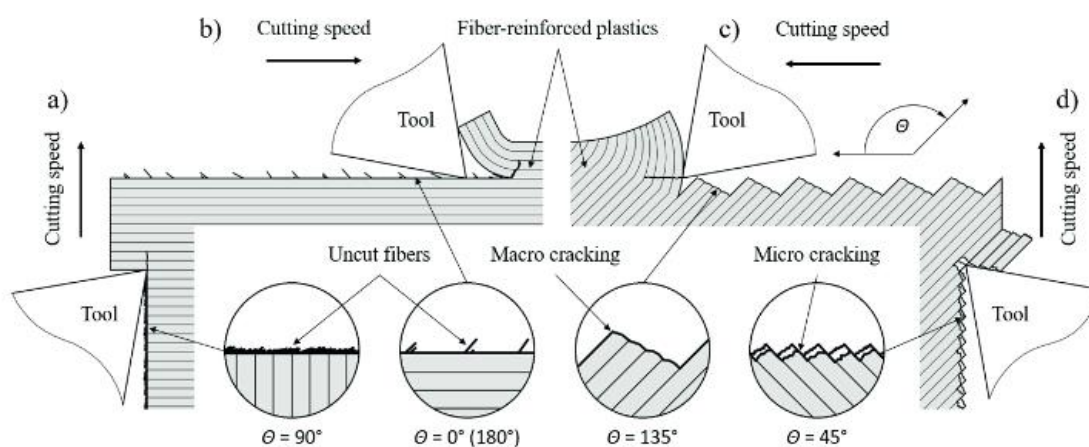 b)
Cutting speed
Fiber-reinforced plastics
c)
Cutting speed
a)
Tool
Tool
Θ
d)
Cutting speed
Cutting speed
Uncut fibers
Macro cracking
Micro cracking
Tool
Tool
Θ = 90°
Θ = 0° (180°)
Θ = 135°
Θ = 45°